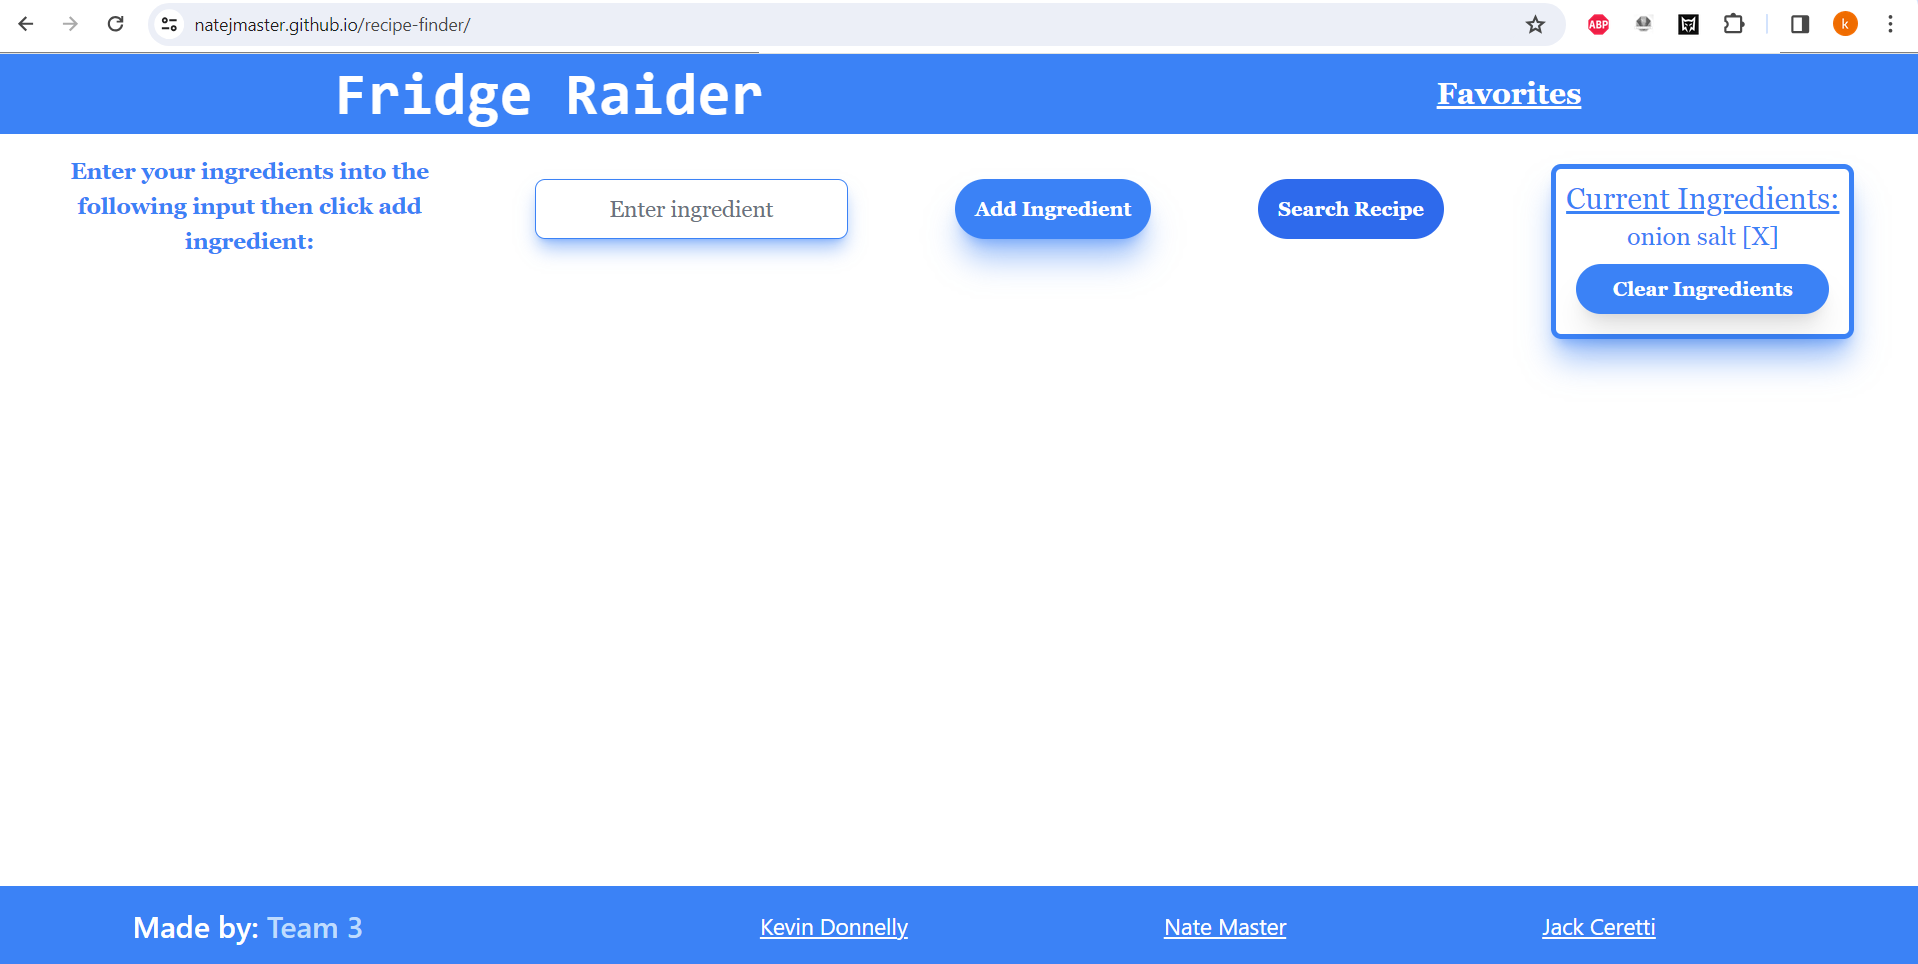 natejmaster.github.io/recipe-finder/
ABP
k
Fridge Raider
Favorites
Enter your ingredients into the
following input then click add
ingredient:
Enter ingredient
Add Ingredient
Search Recipe
Current Ingredients:
onion salt [X]
Clear Ingredients
Made by: Team 3
Kevin Donnelly
Nate Master
Jack Ceretti